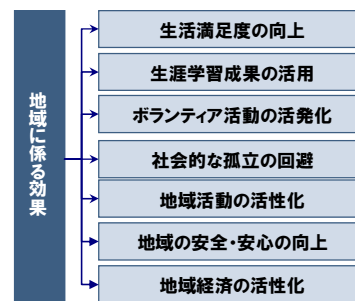 地域に係る効果
生活満足度の向上
生涯学習成果の活用
ボランティア活動の活発化
社会的な孤立の回避
地域活動の活性化
地域の安全・安心の向上
地域経済の活性化